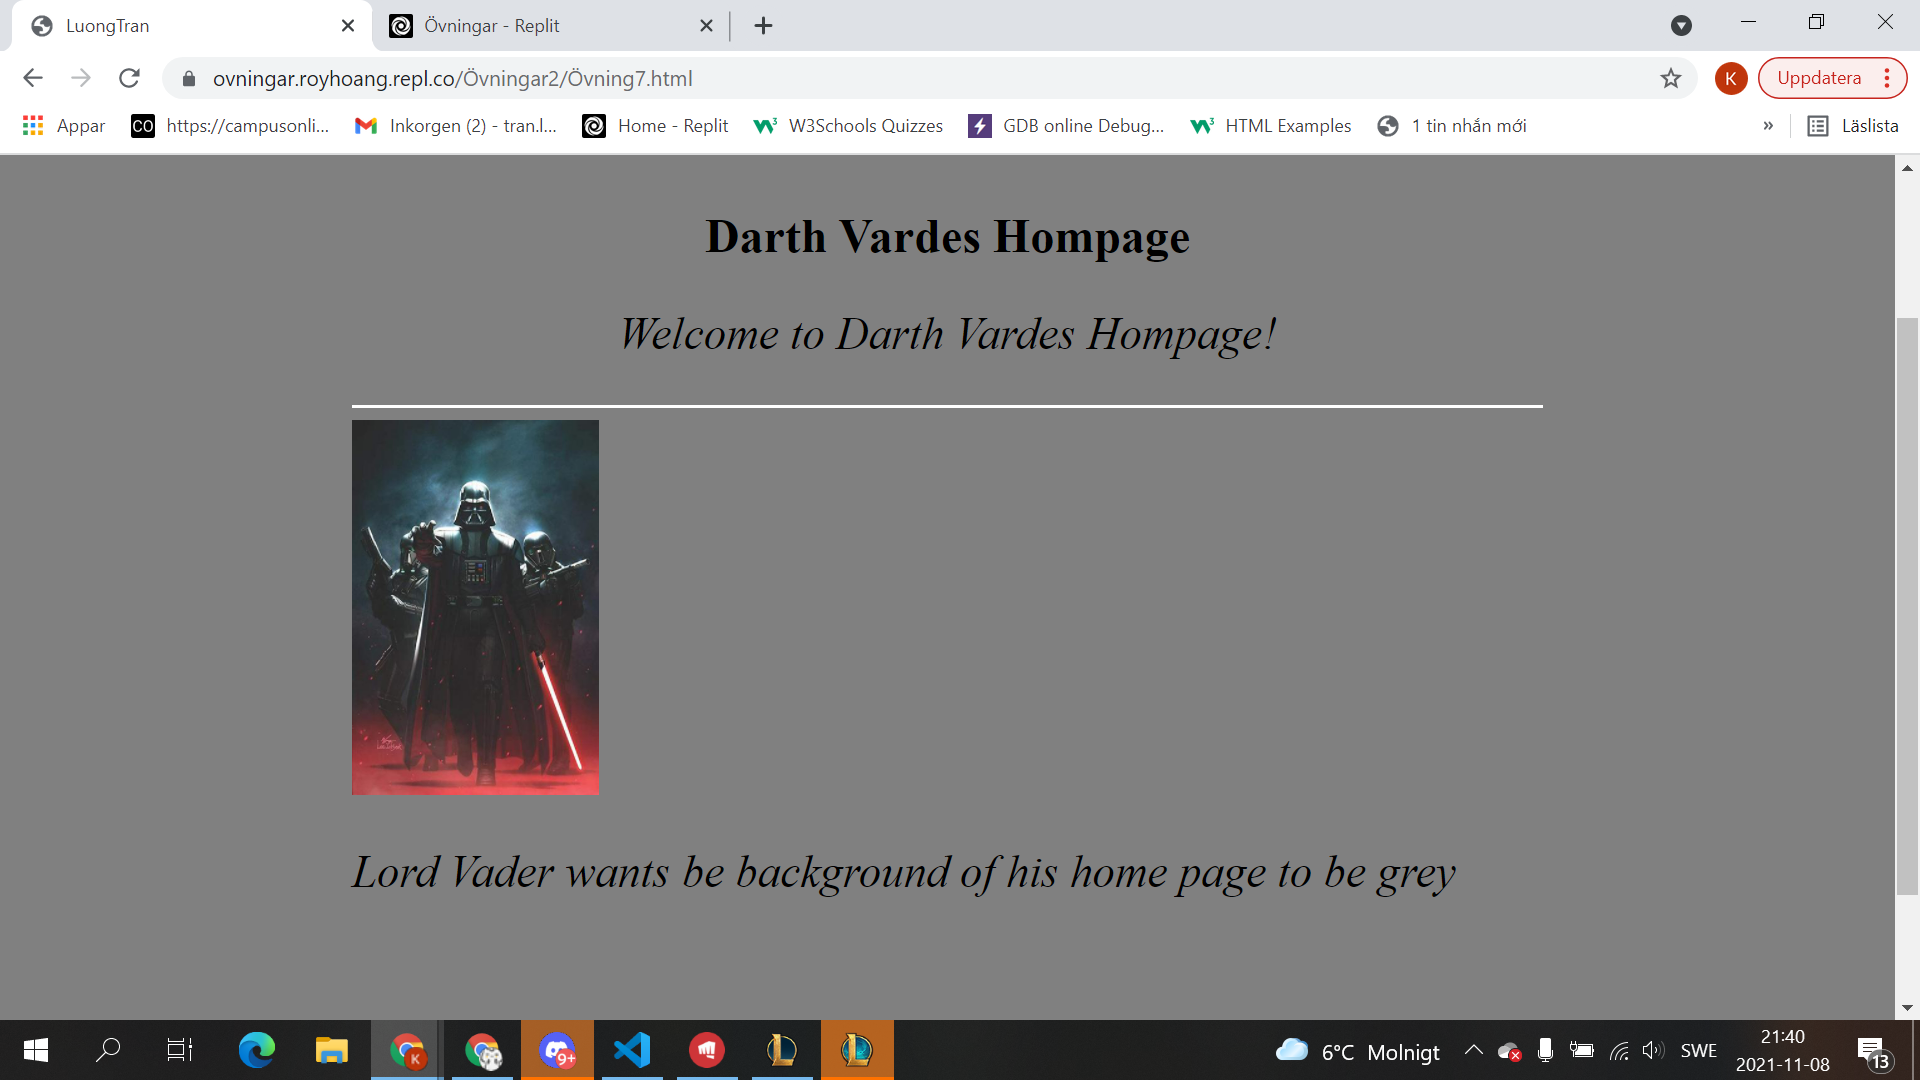 LuongTran
Övningar - Replit
ovningar.royhoang.repl.co/Övningar2/Övning7.html
K
Uppdatera
Appar
CO
https://campusonli...
Inkorgen (2) - tran.l...
Home - Replit
W3Schools Quizzes
GDB online Debug...
HTML Examples
1 tin nhắn mới
»
Läslista
Darth Vardes Hompage
Welcome to Darth Vardes Hompage!
Lord Vader wants be background of his home page to be grey
K
9+
6°C Molnigt
SWE
21:40
2021-11-08
13